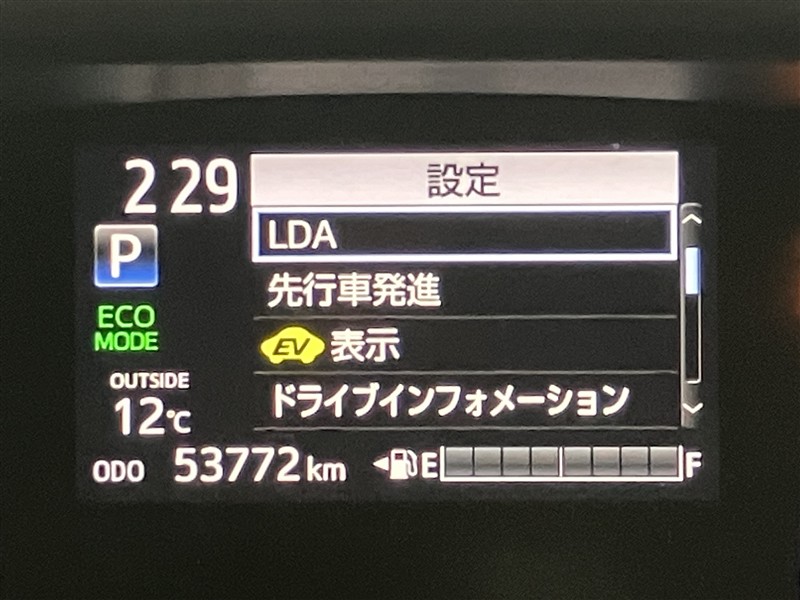 2 29
設定
LDA
P
先行車発進
ECO
MODE
EV 表示
OUTSIDE
12℃
ドライブインフォメーション
ODO 53772 km
E F